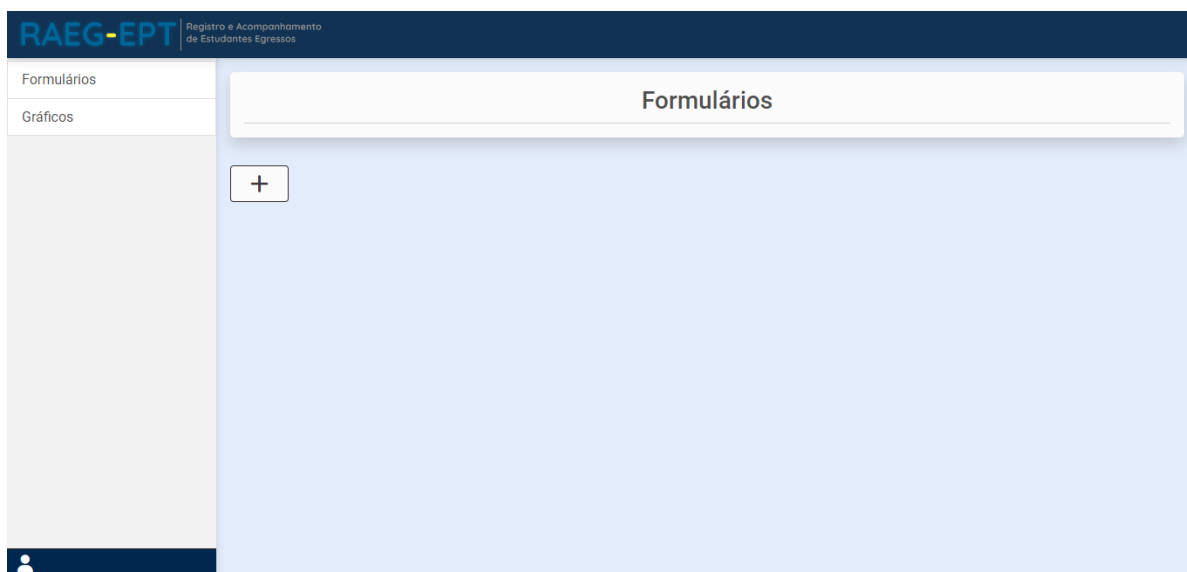 RAEG-EPT
Registro e Acompanhamento
de Estudantes Egressos
Formulários
Gráficos
Formulários
+